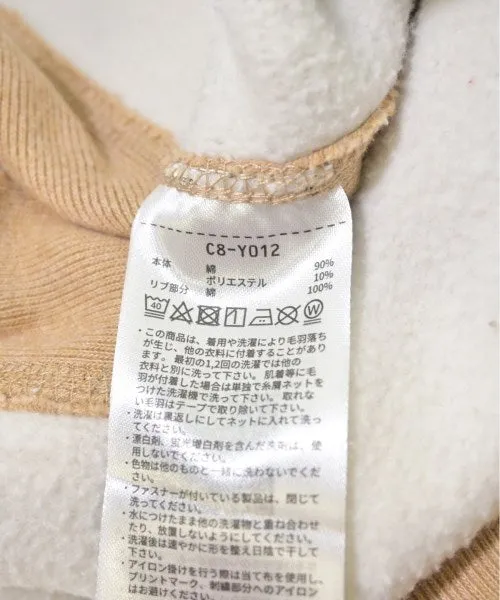 C8-Y012
本体 綿 90%
ポリエステル 10%
リブ部分 綿 100%
40 W
・この商品は、着用や洗濯により毛羽落ち
が生じ、他の衣料に付着することがあり
ます。最初の1,2回の洗濯では他の
衣料と別に洗って下さい。肌着等に毛
羽が付着した場合は単独で糸屑ネットを
つけた洗濯機で洗って下さい。取れな
い毛羽はテープで取り除いて下さい。
・洗濯は裏返しにしてネットに入れて洗っ
てください。
・漂白剤、蛍光増白剤を含んだ洗剤は、使
用しないでください。
・色物は他のものと一緒に洗わないでくだ
さい。
・ファスナーが付いている製品は、閉じて
洗ってください。
・水につけたまま他の洗濯物と重ね合わせ
たり、放置しないようにしてください。
・洗濯後は速やかに形を整え日陰で干して
下さい。
・アイロン掛けを行う際は当て布を使用し、
プリントマーク、刺繍部分へのアイロン
はお避けください。